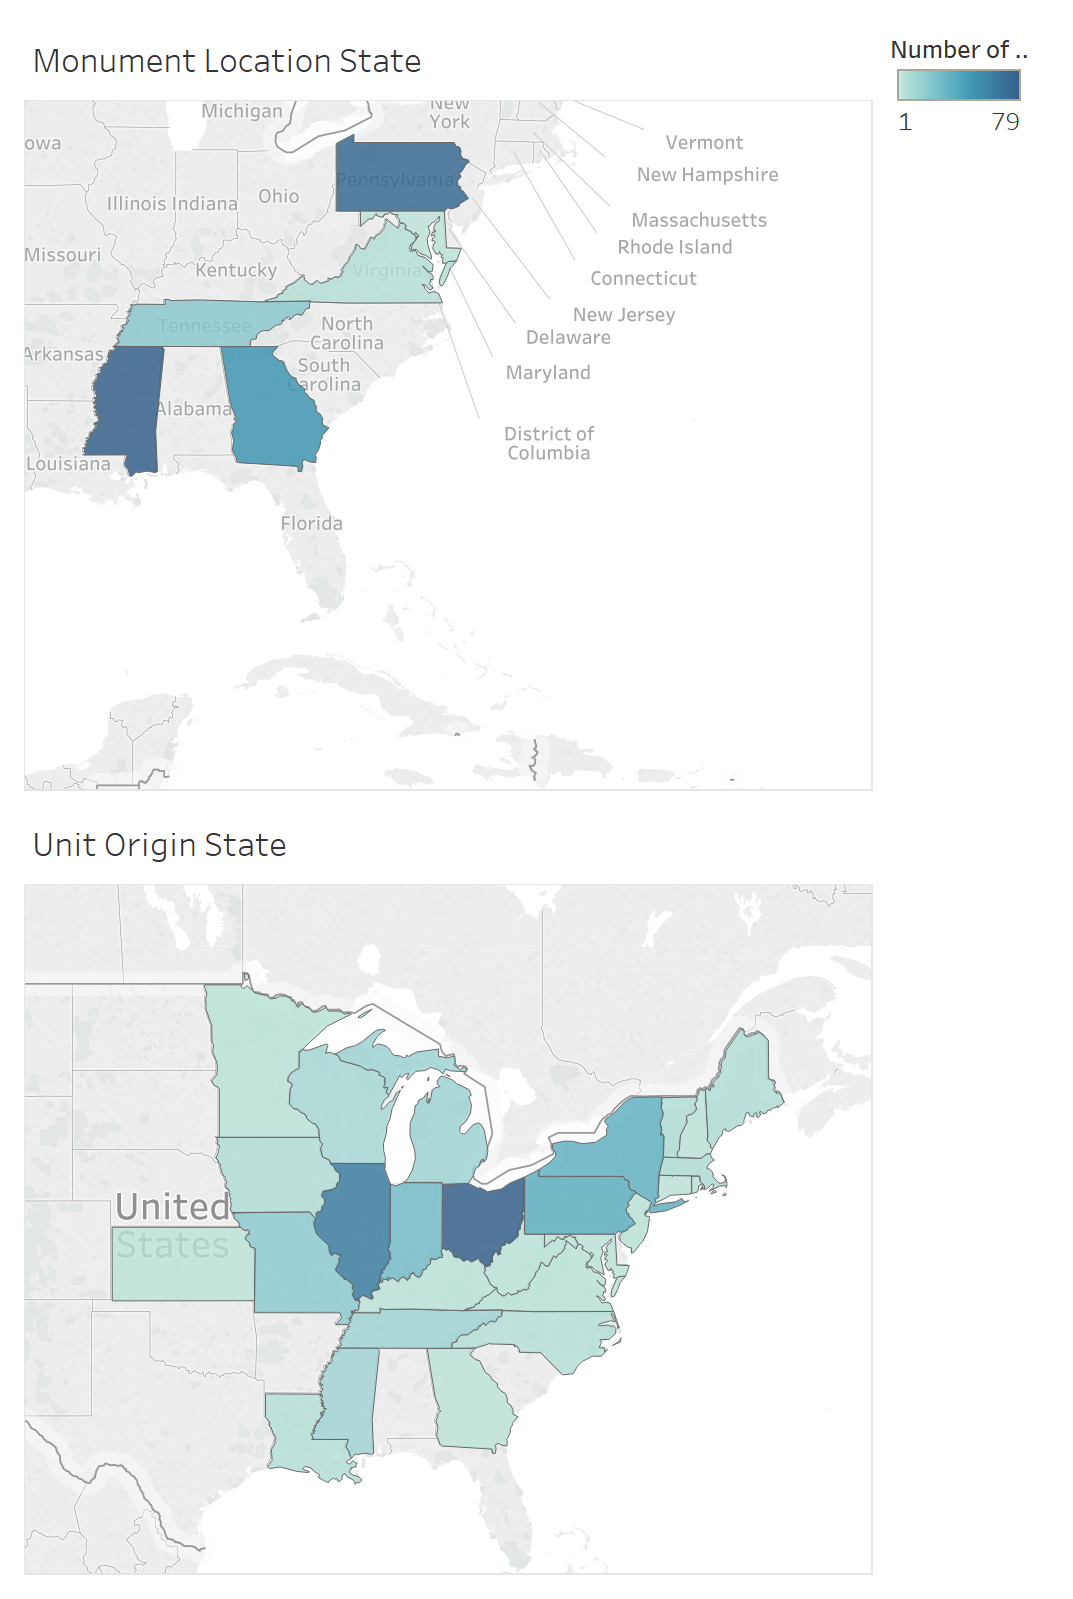 Number of ..
1 79
Monument Location State
Michigan
New
York
owa
Vermont
Pennsylvania
New Hampshire
Illinois Indiana
Ohio
Massachusetts
Rhode Island
Missouri
Kentucky
Virginia
Connecticut
New Jersey
Tennessee
North
Carolina
Delaware
Arkansas
South
Carolina
Maryland
Alabama
District of
Columbia
Louisiana
Florida
Unit Origin State
United
States